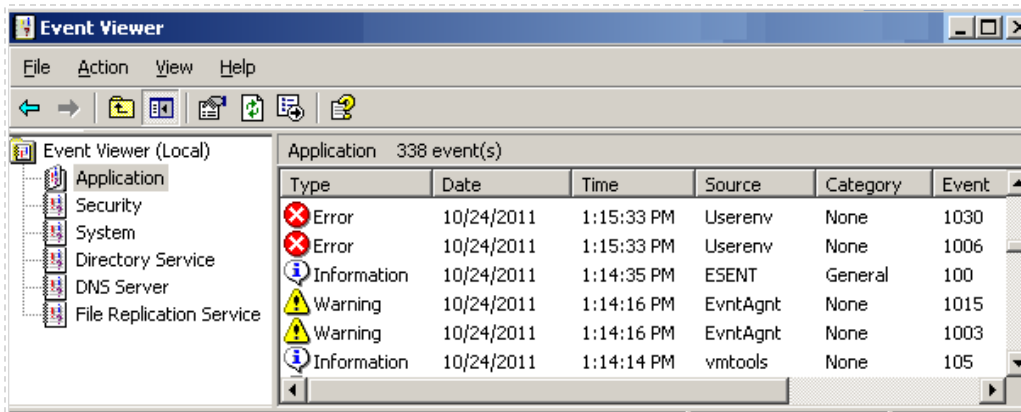 Event Viewer
File Action View Help
Event Viewer (Local)
Application
Security
System
Directory Service
DNS Server
File Replication Service
Application 338 event(s)
Type Date Time Source Category Event
Error 10/24/2011 1:15:33 PM Userenv None 1030
Error 10/24/2011 1:15:33 PM Userenv None 1006
Information 10/24/2011 1:14:35 PM ESENT General 100
Warning 10/24/2011 1:14:16 PM EvntAgnt None 1015
Warning 10/24/2011 1:14:16 PM EvntAgnt None 1003
Information 10/24/2011 1:14:14 PM vmtools None 105